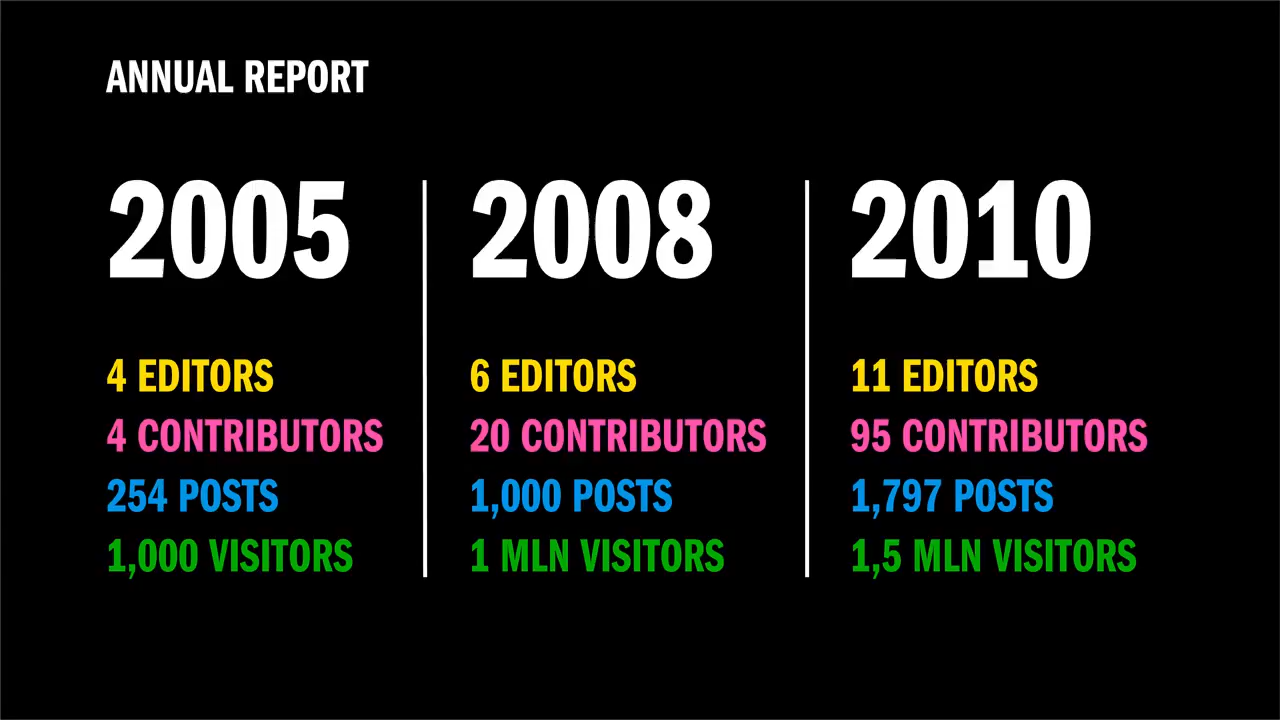 ANNUAL REPORT
2005
4 EDITORS
4 CONTRIBUTORS
254 POSTS
1,000 VISITORS
2008
6 EDITORS
20 CONTRIBUTORS
1,000 POSTS
1 MLN VISITORS
2010
11 EDITORS
95 CONTRIBUTORS
1,797 POSTS
1,5 MLN VISITORS